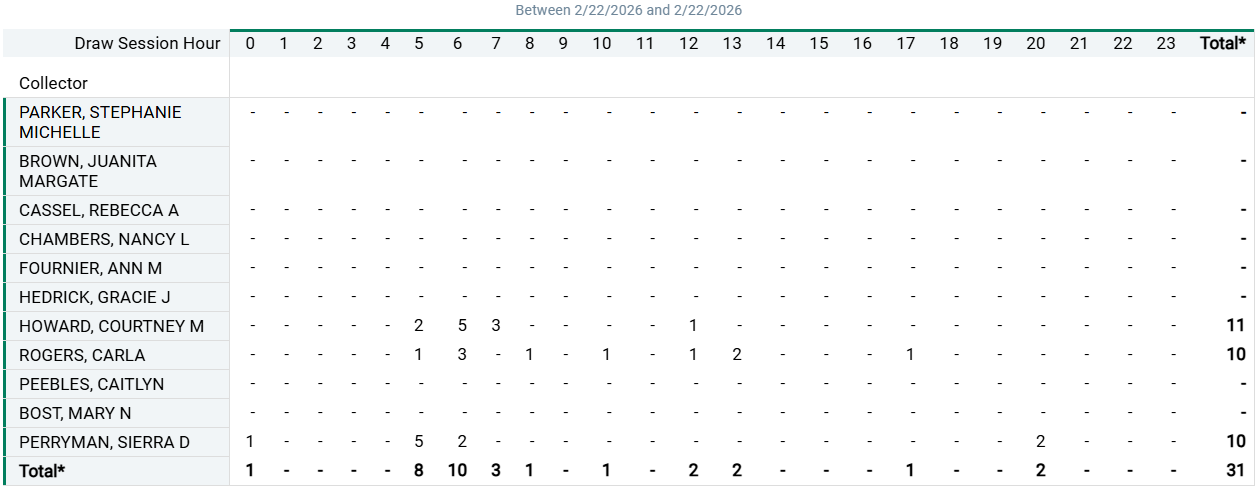 Between 2/22/2026 and 2/22/2026
Draw Session Hour 0 1 2 3 4 5 6 7 8 9 10 11 12 13 14 15 16 17 18 19 20 21 22 23 Total*
Collector
PARKER, STEPHANIE
MICHELLE - - - - - - - - - - - - - - - - - - - - - - - - -
BROWN, JUANITA
MARGATE - - - - - - - - - - - - - - - - - - - - - - - - -
CASSEL, REBECCA A - - - - - - - - - - - - - - - - - - - - - - - - -
CHAMBERS, NANCY L - - - - - - - - - - - - - - - - - - - - - - - - -
FOURNIER, ANN M - - - - - - - - - - - - - - - - - - - - - - - - -
HEDRICK, GRACIE J - - - - - - - - - - - - - - - - - - - - - - - - -
HOWARD, COURTNEY M - - - - - 2 5 3 - - - - 1 - - - - - - - - - - - 11
ROGERS, CARLA - - - - - 1 3 - 1 - 1 - 1 2 - - - 1 - - - - - - 10
PEEBLES, CAITLYN - - - - - - - - - - - - - - - - - - - - - - - - -
BOST, MARY N - - - - - - - - - - - - - - - - - - - - - - - - -
PERRYMAN, SIERRA D 1 - - - - 5 2 - - - - - - - - - - - - - 2 - - - 10
Total* 1 - - - - 8 10 3 1 - 1 - 2 2 - - - 1 - - 2 - - - 31